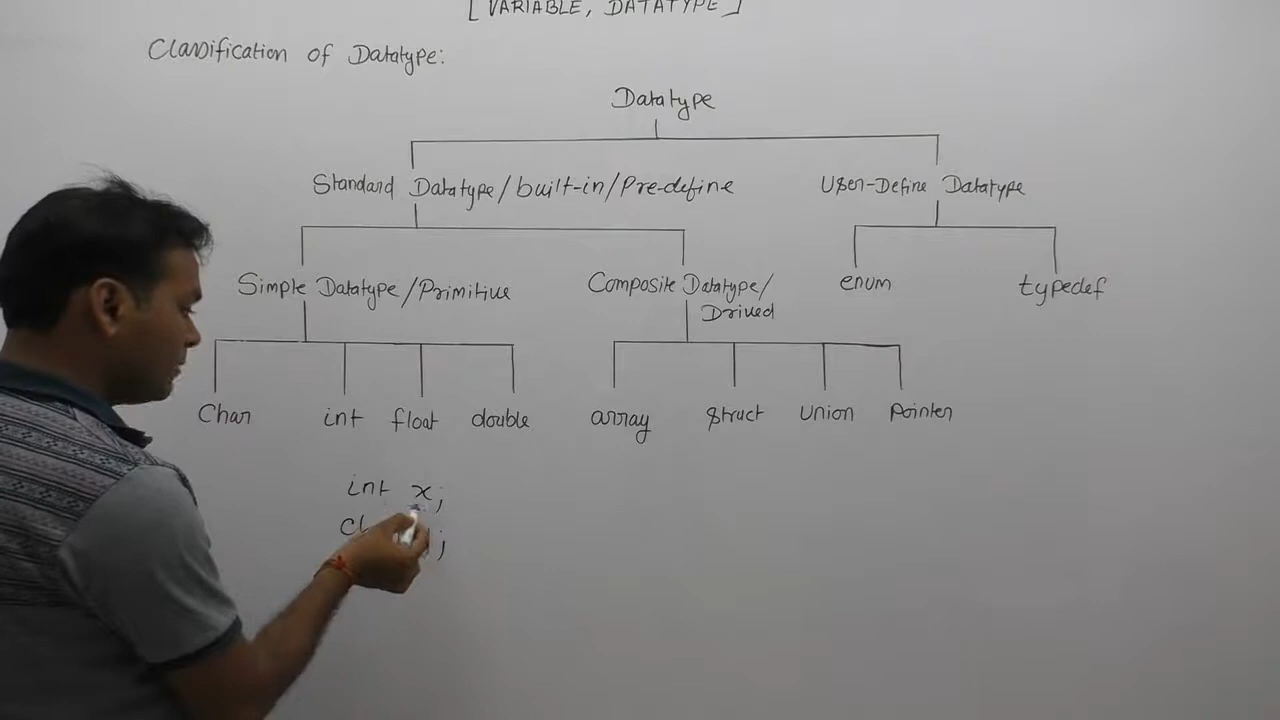 [VARIABLE, DATATYPE]
Classification of Datatype:
Datatype
Standard Datatype/built-in/Pre-define User-Define Datatype
Simple Datatype/Primitive Composite Datatype/ enum typedef
Drived
Char int float double array struct union pointer
int x;
;